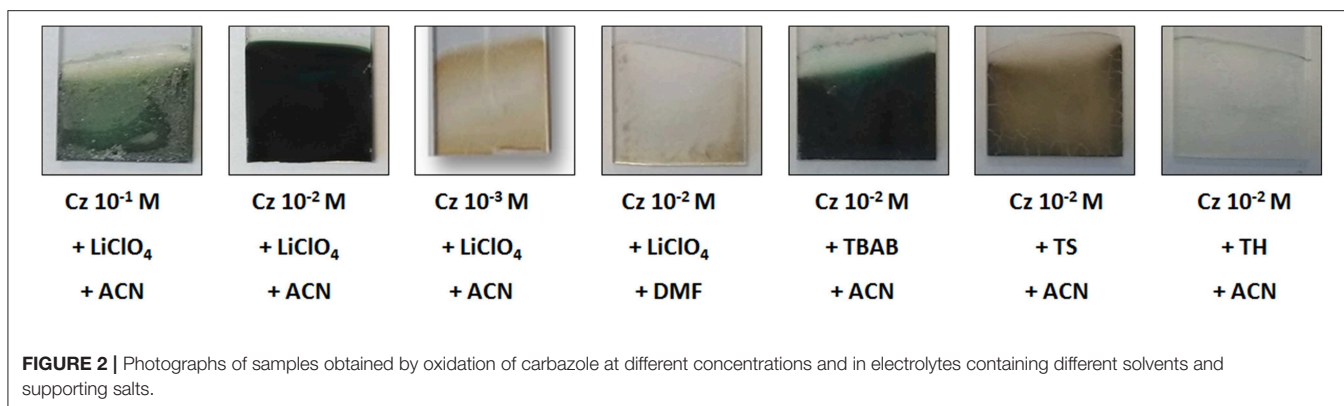 Cz 10⁻¹ M
+ LiClO₄
+ ACN
Cz 10⁻² M
+ LiClO₄
+ ACN
Cz 10⁻³ M
+ LiClO₄
+ ACN
Cz 10⁻² M
+ LiClO₄
+ DMF
Cz 10⁻² M
+ TBAB
+ ACN
Cz 10⁻² M
+ TS
+ ACN
Cz 10⁻² M
+ TH
+ ACN
FIGURE 2 | Photographs of samples obtained by oxidation of carbazole at different concentrations and in electrolytes containing different solvents and
supporting salts.